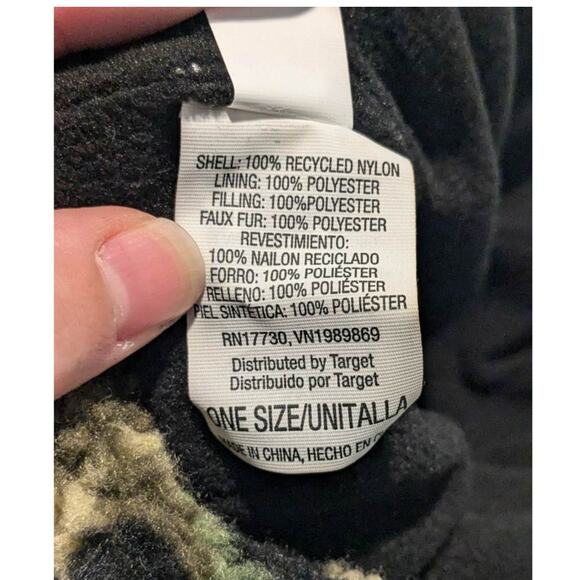 SHELL: 100% RECYCLED NYLON
LINING: 100% POLYESTER
FILLING: 100%POLYESTER
FAUX FUR: 100% POLYESTER
REVESTIMIENTO:
100% NAILON RECICLADO
FORRO: 100% POLIÉSTER
RELLENO: 100% POLIÉSTER
PIEL SINTÉTICA: 100% POLIÉSTER
RN17730,VN1989869
Distributed by Target
Distribuido por Target
ONE SIZE/UNITALLA
MADE IN CHINA, HECHO EN